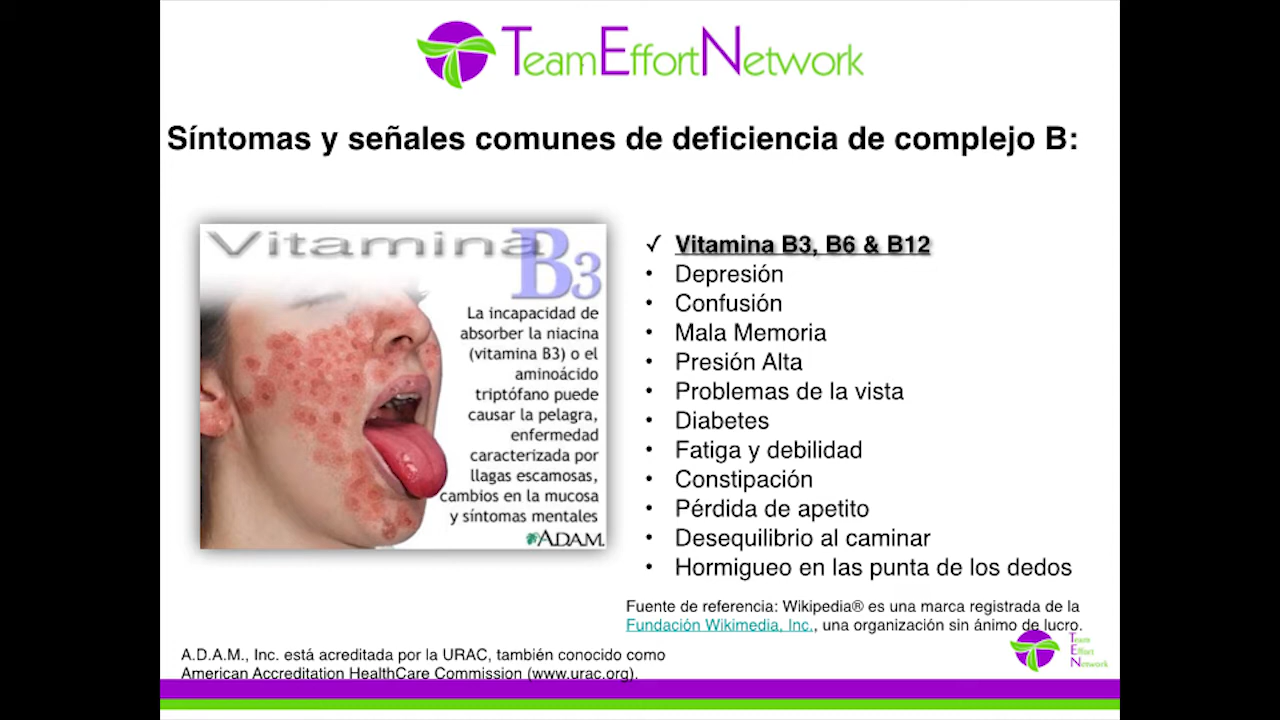 TeamEffortNetwork
Síntomas y señales comunes de deficiencia de complejo B:
Vitamina B3
La incapacidad de
absorber la niacina
(vitamina B3) o el
aminoácido
triptófano puede
causar la pelagra,
enfermedad
caracterizada por
llagas escamosas,
cambios en la mucosa
y síntomas mentales
A.D.A.M.
✓ Vitamina B3, B6 & B12
• Depresión
• Confusión
• Mala Memoria
• Presión Alta
• Problemas de la vista
• Diabetes
• Fatiga y debilidad
• Constipación
• Pérdida de apetito
• Desequilibrio al caminar
• Hormigueo en las punta de los dedos
Fuente de referencia: Wikipedia® es una marca registrada de la
Fundación Wikimedia, Inc., una organización sin ánimo de lucro.
A.D.A.M., Inc. está acreditada por la URAC, también conocido como
American Accreditation HealthCare Commission (www.urac.org).
Team
Effort
Network